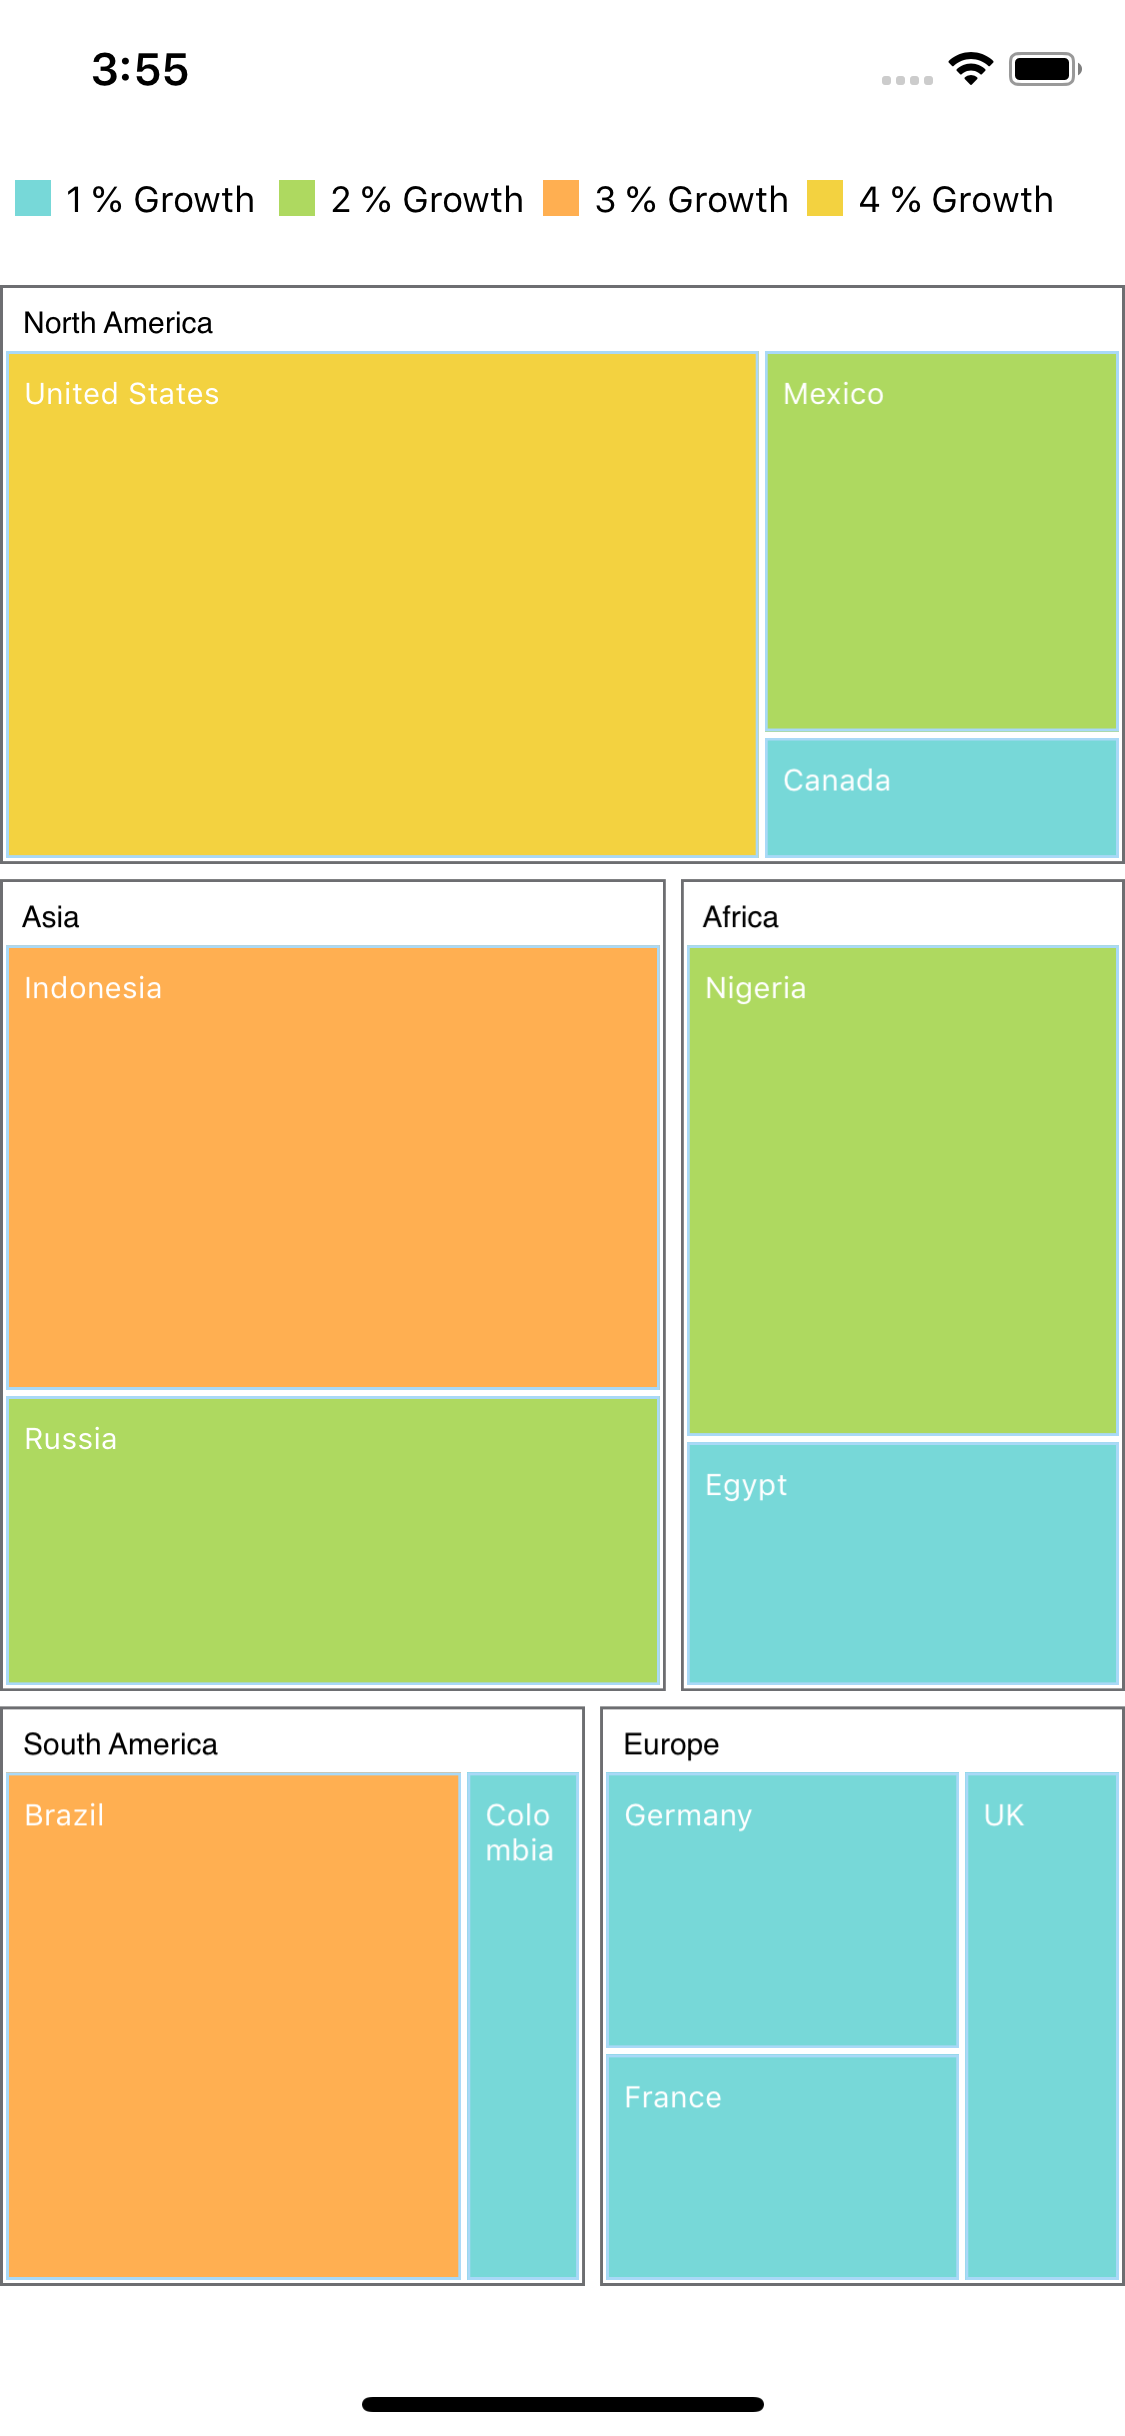 3:55
1 % Growth 2 % Growth 3 % Growth 4 % Growth
North America
United States
Mexico
Canada
Asia
Indonesia
Russia
Africa
Nigeria
Egypt
South America
Brazil
Colo
mbia
Europe
Germany
France
UK